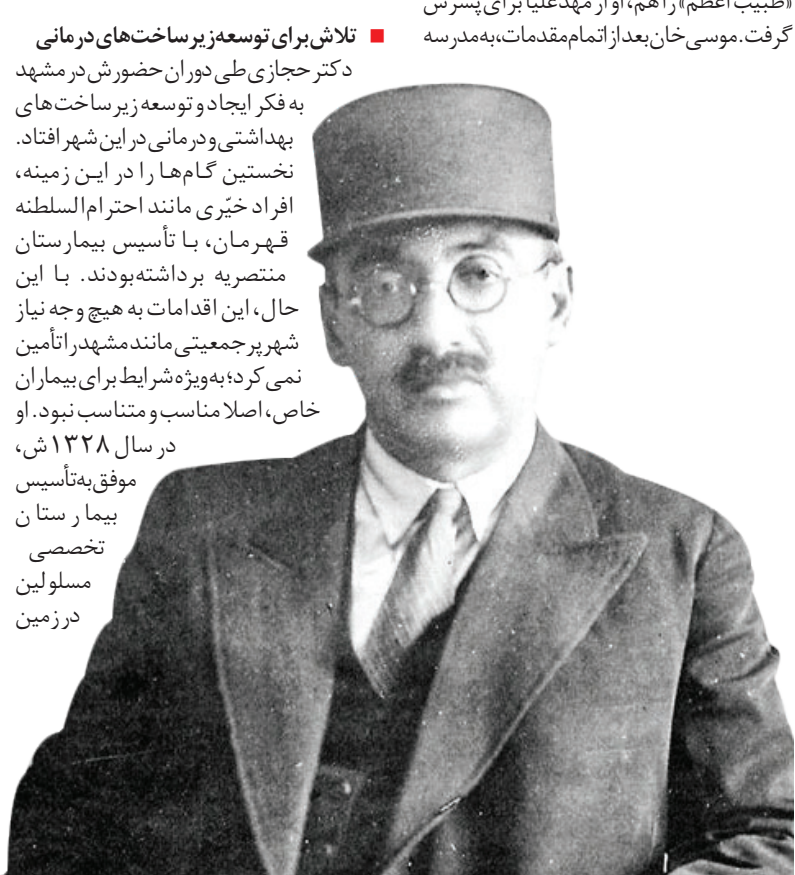 «طبیب اعظم» را هم، او از مهدعلیا برای پسرش
گرفت. موسی خان بعد از اتمام مقدمات، به مدرسه
تلاش برای توسعه زیرساخت‌های درمانی
دکتر حجازی طی دوران حضورش در مشهد
به فکر ایجاد و توسعه زیرساخت‌های
بهداشتی و درمانی در این شهر افتاد.
نخستین گام‌ها را در این زمینه،
افراد خیّری مانند احترام‌السلطنه
قهرمان، با تأسیس بیمارستان
منتصریه برداشته‌بودند. با این
حال، این اقدامات به هیچ وجه نیاز
شهر پرجمعیتی مانند مشهد را تأمین
نمی‌کرد؛ به‌ویژه شرایط برای بیماران
خاص، اصلا مناسب و متناسب نبود. او
در سال ۱۳۲۸ش،
موفق به تأسیس
بیمارستان
تخصصی
مسلولین
در زمین